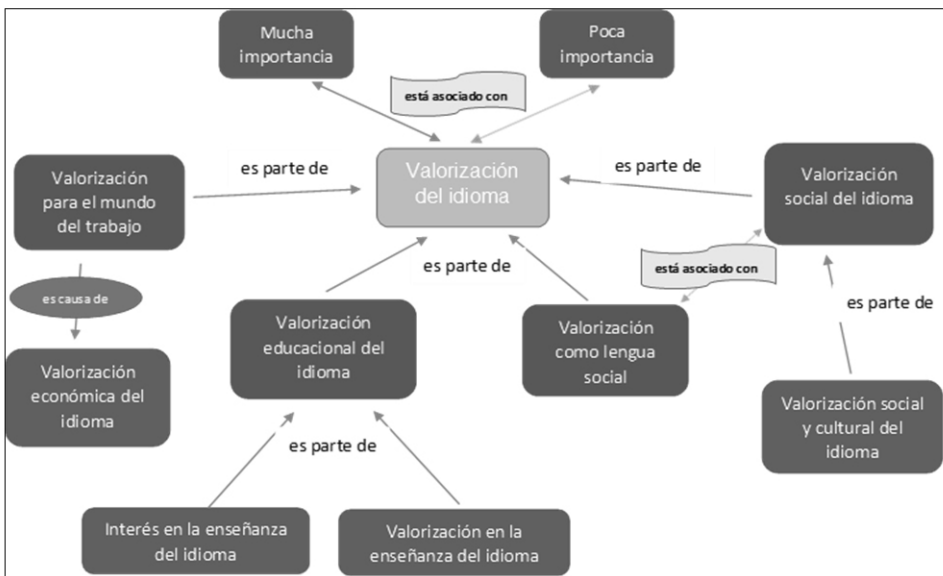 Mucha
importancia
Poca
importancia
está asociado con
es parte de
Valorización
del idioma
es parte de
Valorización
para el mundo
del trabajo
Valorización
social del idioma
es parte de
está asociado con
es causa de
es parte de
Valorización
educacional del
idioma
Valorización
como lengua
social
Valorización
económica del
idioma
Valorización social
y cultural del
idioma
es parte de
Interés en la enseñanza
del idioma
Valorización en la
enseñanza del idioma